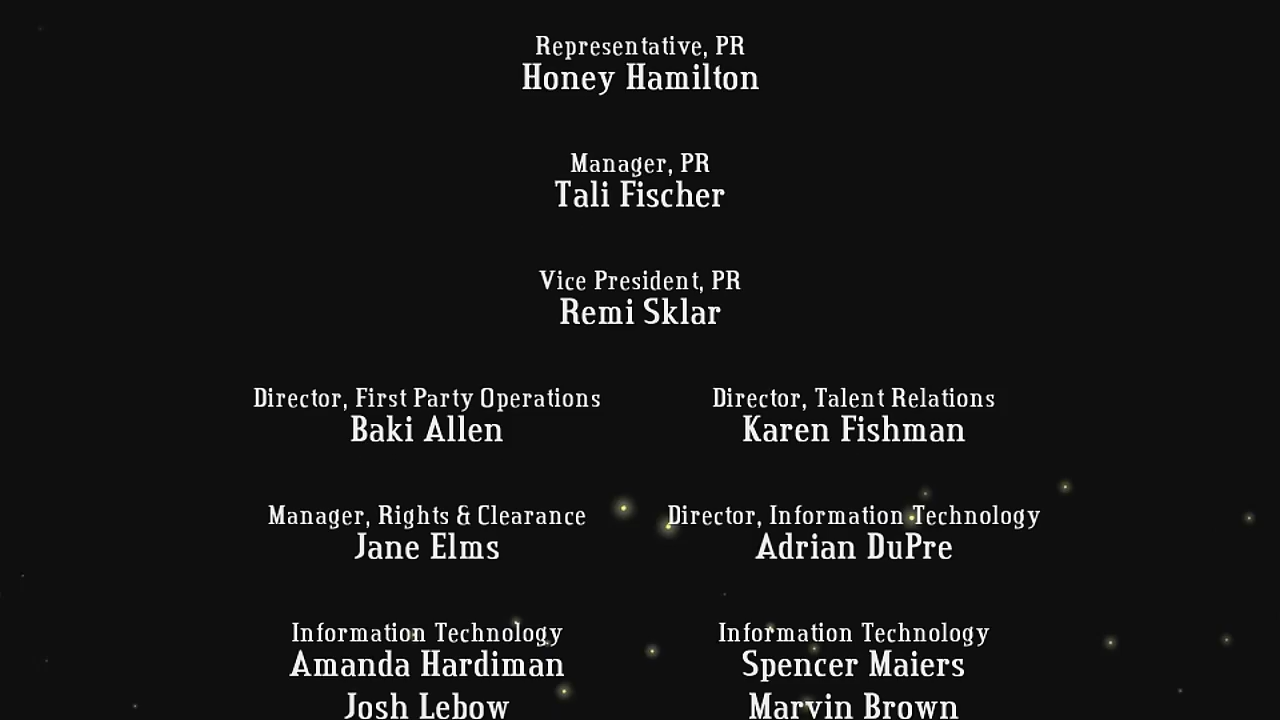 Representative, PR
Honey Hamilton
Manager, PR
Tali Fischer
Vice President, PR
Remi Sklar
Director, First Party Operations
Baki Allen
Director, Talent Relations
Karen Fishman
Manager, Rights & Clearance
Jane Elms
Director, Information Technology
Adrian DuPre
Information Technology
Amanda Hardiman
Josh Lebow
Information Technology
Spencer Maiers
Marvin Brown